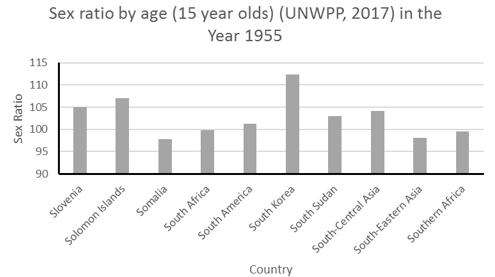 Sex ratio by age (15 year olds) (UNWPP, 2017) in the
Year 1955
115
110
105
100
95
90
Sex Ratio
Slovenia
Solomon Islands
Somalia
South Africa
South America
South Korea
South Sudan
South-Central Asia
South-Eastern Asia
Southern Africa
Country